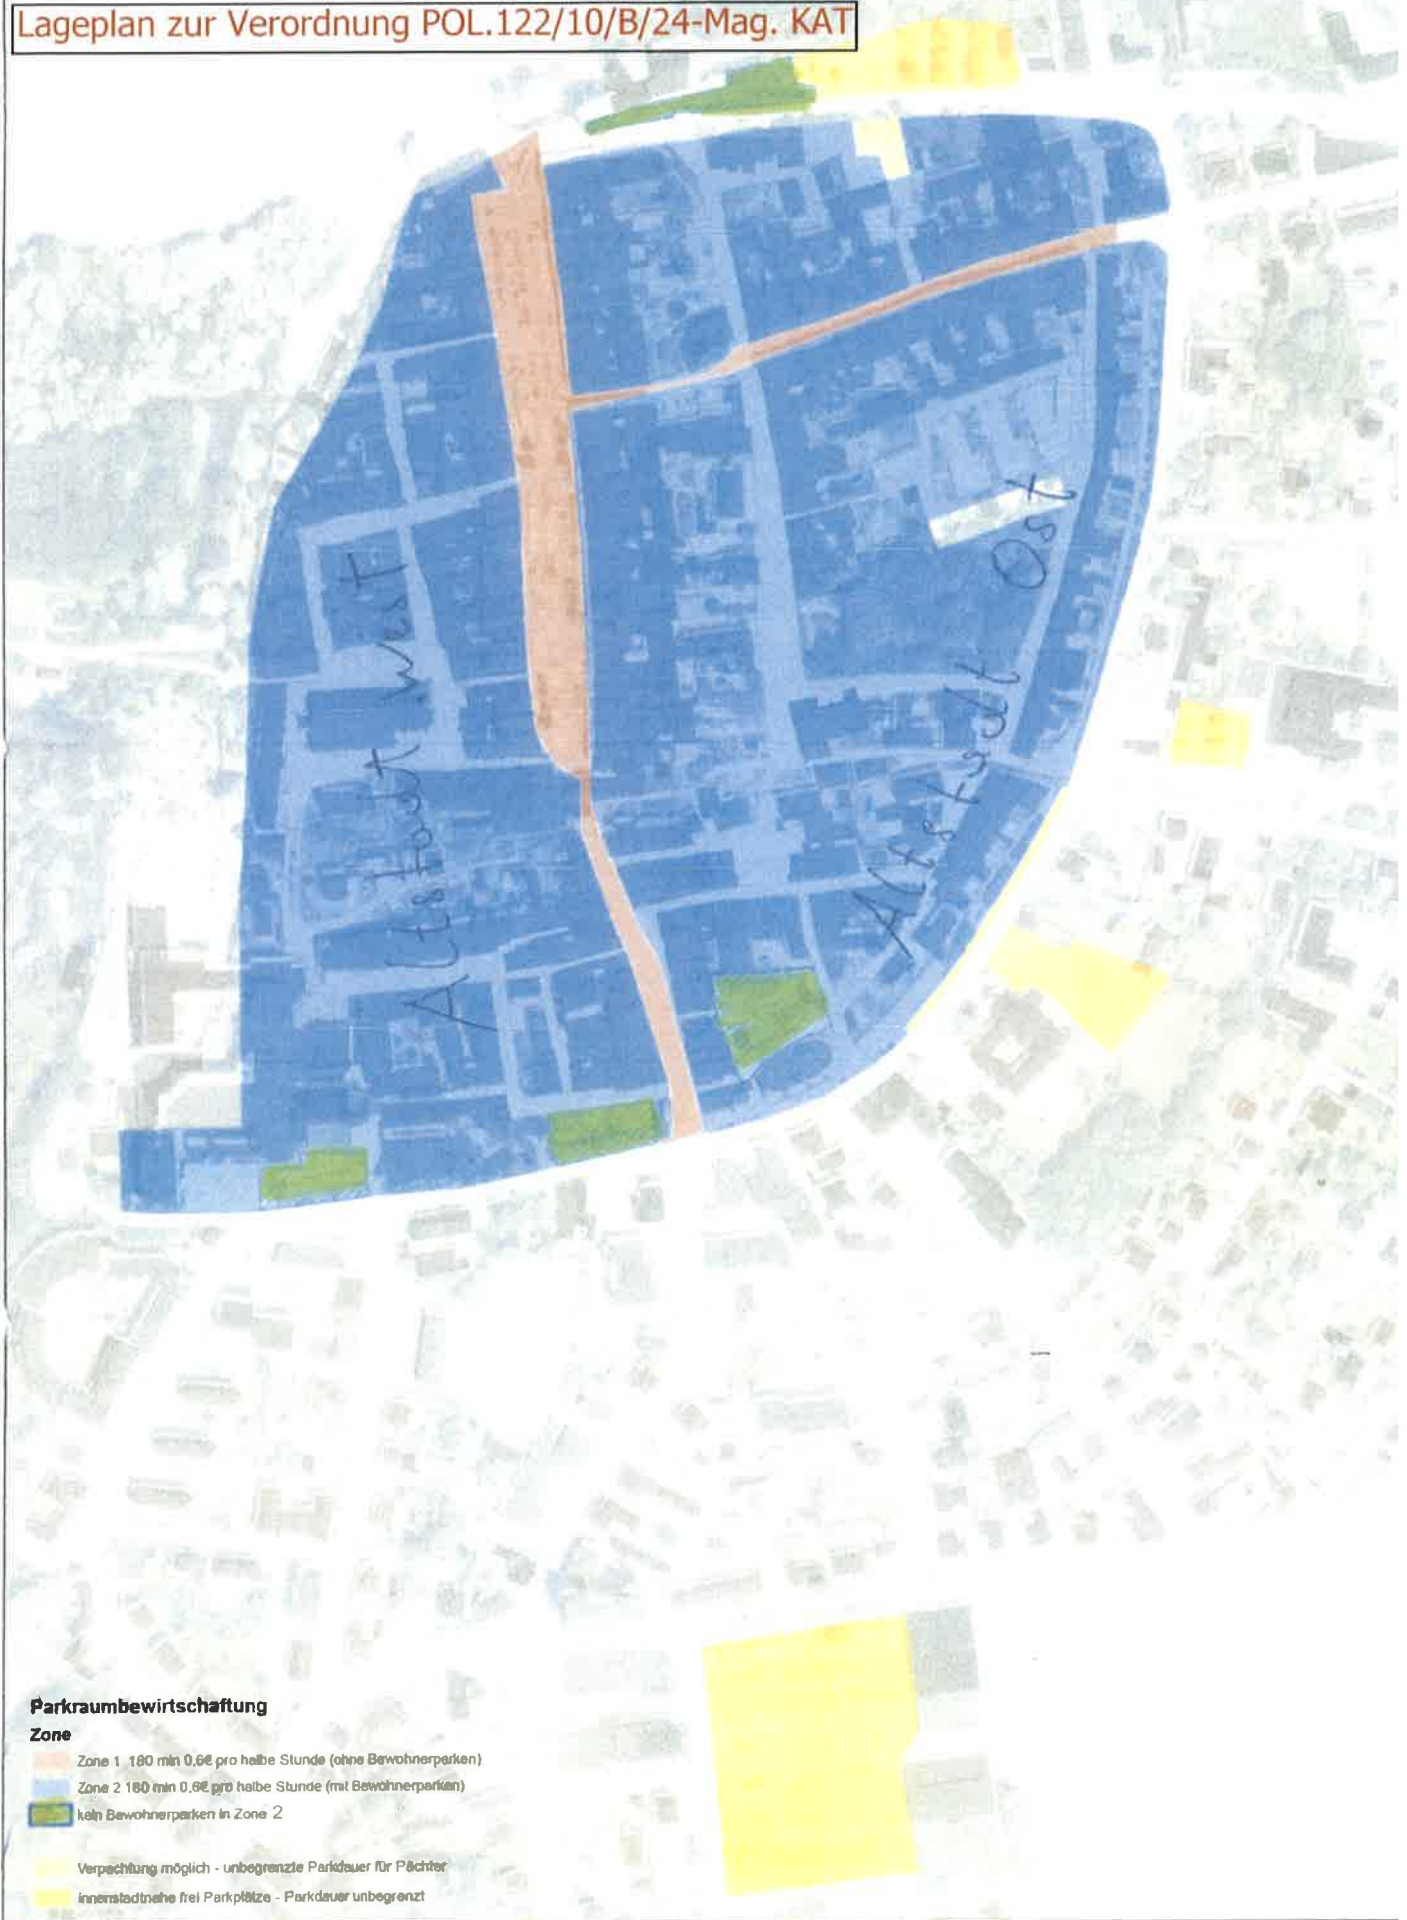 Lageplan zur Verordnung POL.122/10/B/24-Mag. KAT
Altstadt West
Altstadt Ost
Parkraumbewirtschaftung
Zone
Zone 1 180 min 0,6€ pro halbe Stunde (ohne Bewohnerparken)
Zone 2 180 min 0,6€ pro halbe Stunde (mit Bewohnerparken)
kein Bewohnerparken in Zone 2
Verpachtung möglich - unbegrenzte Parkdauer für Pächter
innenstadtnahe frei Parkplätze - Parkdauer unbegrenzt